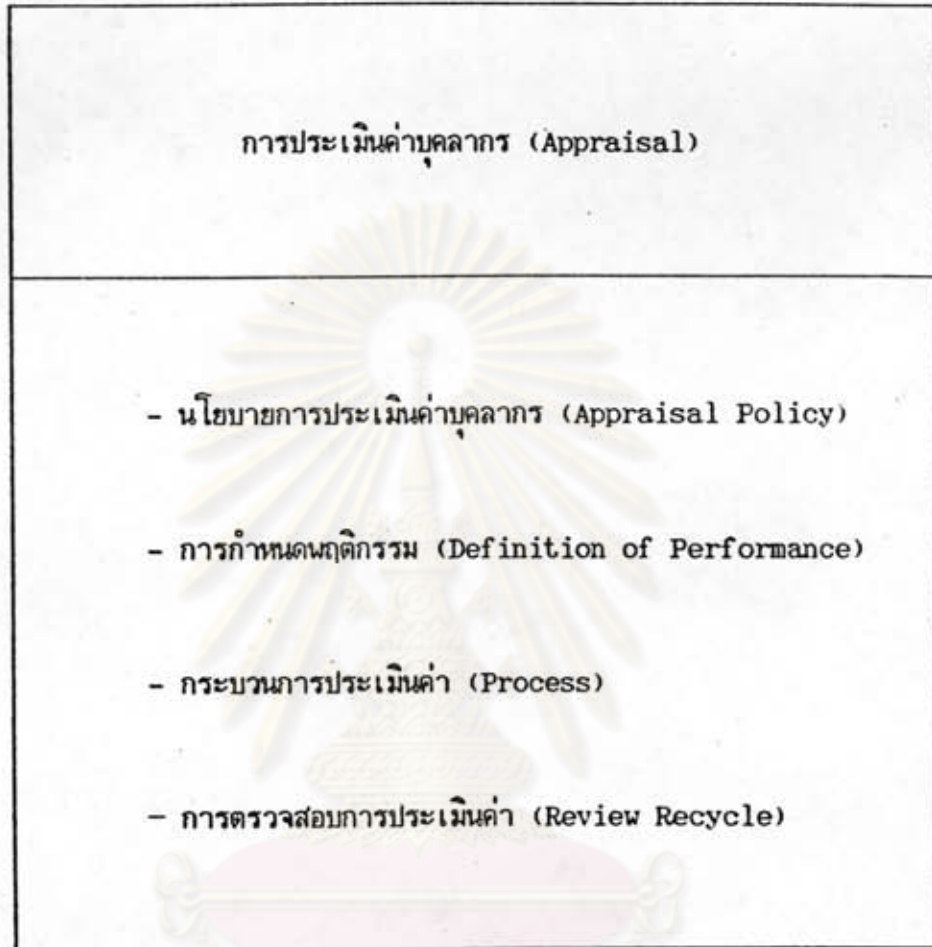 การประเมินค่าบุคลากร (Appraisal)
- นโยบายการประเมินค่าบุคลากร (Appraisal Policy)
- การกำหนดพฤติกรรม (Definition of Performance)
- กระบวนการประเมินค่า (Process)
- การตรวจสอบการประเมินค่า (Review Recycle)